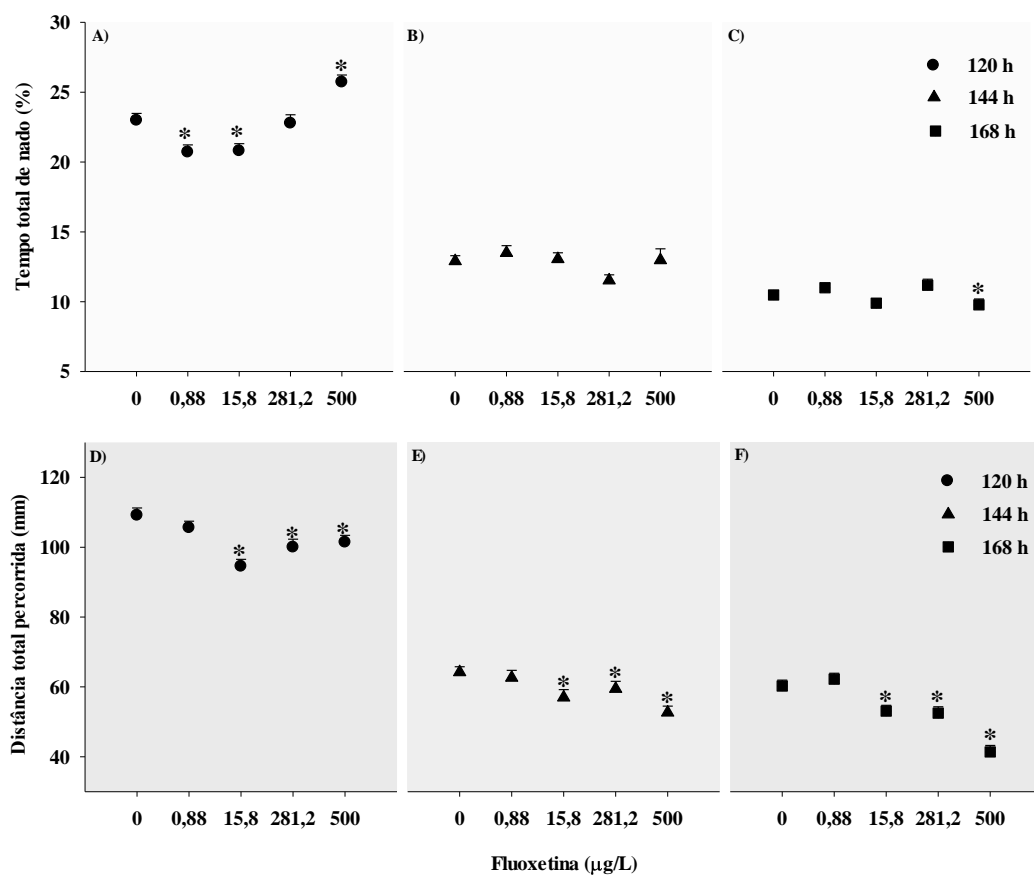 Tempo total de nado (%)
30
25
20
15
10
5
A)
*
*
*
B)
C)
120 h
144 h
168 h
*
0 0,88 15,8 281,2 500
0 0,88 15,8 281,2 500
0 0,88 15,8 281,2 500
Distância total percorrida (mm)
120
100
80
60
40
D)
*
*
*
E)
*
*
*
F)
120 h
144 h
168 h
*
*
*
0 0,88 15,8 281,2 500
0 0,88 15,8 281,2 500
0 0,88 15,8 281,2 500
Fluoxetina (μg/L)